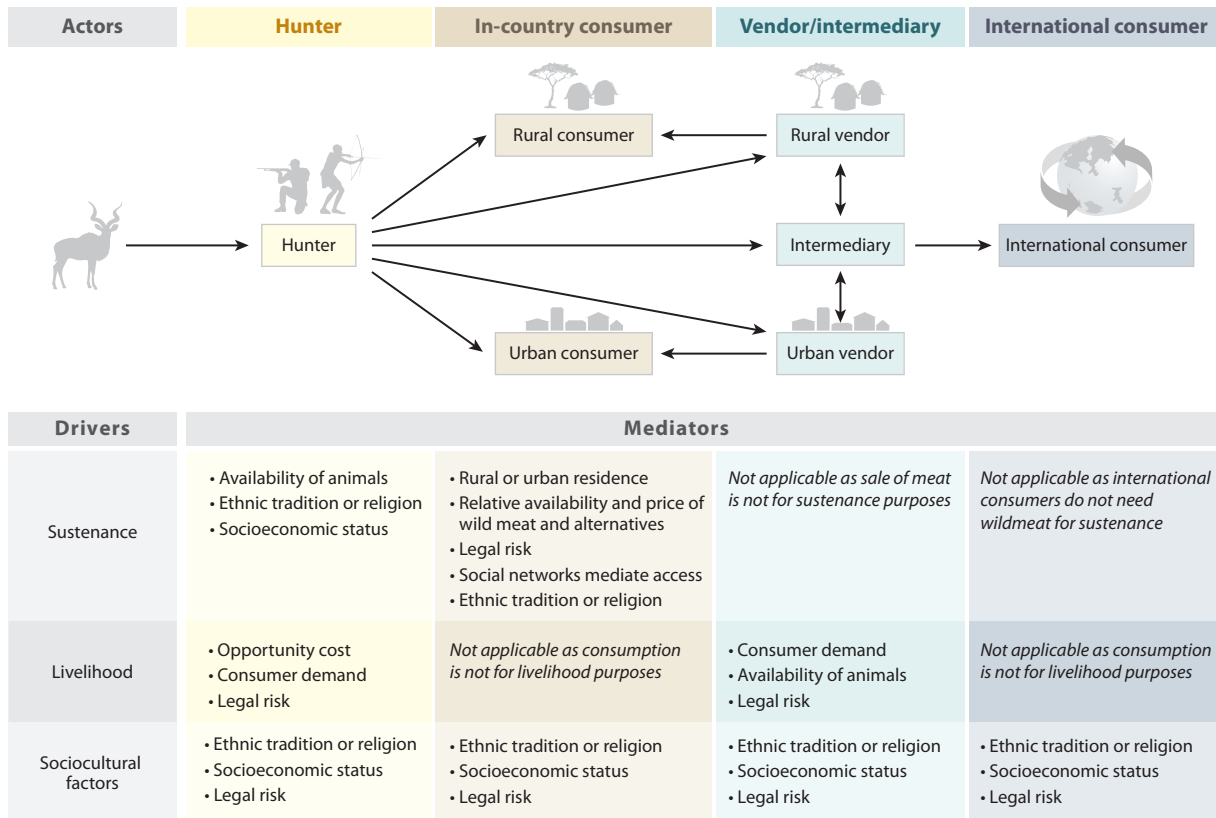 Actors
Hunter
In-country consumer
Vendor/intermediary
International consumer
Rural consumer
Rural vendor
Hunter
Intermediary
International consumer
Urban consumer
Urban vendor
Drivers
Mediators
Sustenance
• Availability of animals
• Ethnic tradition or religion
• Socioeconomic status
• Rural or urban residence
• Relative availability and price of
wild meat and alternatives
• Legal risk
• Social networks mediate access
• Ethnic tradition or religion
Not applicable as sale of meat
is not for sustenance purposes
Not applicable as international
consumers do not need
wildmeat for sustenance
Livelihood
• Opportunity cost
• Consumer demand
• Legal risk
Not applicable as consumption
is not for livelihood purposes
• Consumer demand
• Availability of animals
• Legal risk
Not applicable as consumption
is not for livelihood purposes
Sociocultural
factors
• Ethnic tradition or religion
• Socioeconomic status
• Legal risk
• Ethnic tradition or religion
• Socioeconomic status
• Legal risk
• Ethnic tradition or religion
• Socioeconomic status
• Legal risk
• Ethnic tradition or religion
• Socioeconomic status
• Legal risk